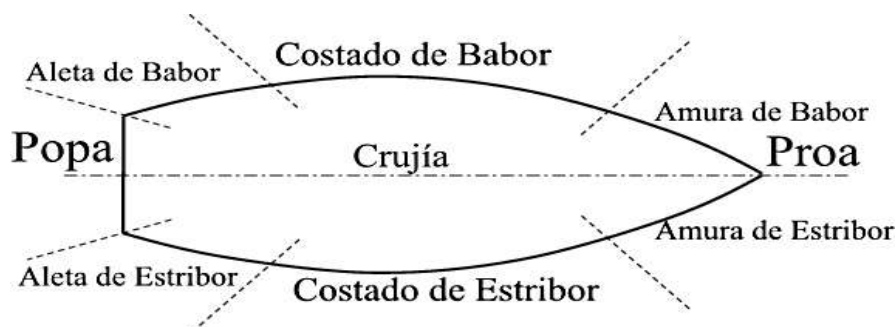 Costado de Babor
Aleta de Babor
Amura de Babor
Popa
Crujía
Proa
Amura de Estribor
Aleta de Estribor
Costado de Estribor